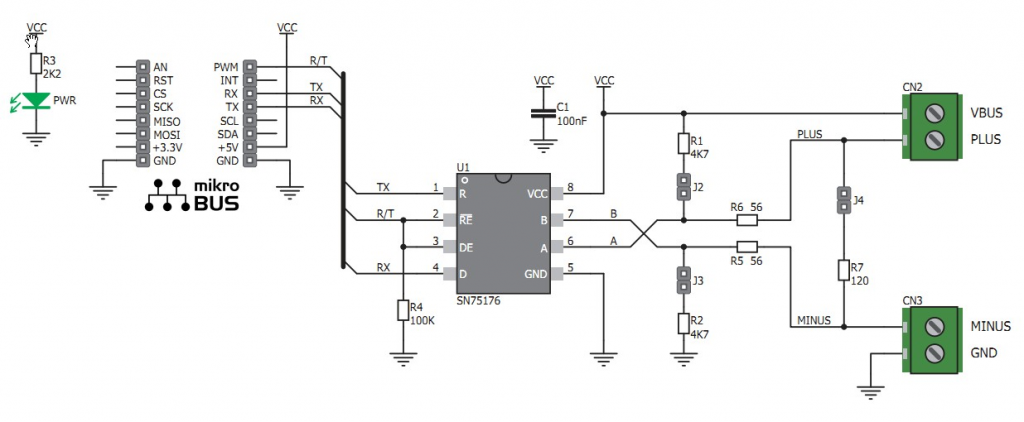 VCC
R3
2K2
PWR
AN
RST
CS
SCK
MISO
MOSI
+3.3V
GND
mikro
BUS
VCC
PWM
INT
RX
TX
SCL
SDA
+5V
GND
R/T
TX
RX
TX
R/T
RX
R4
100K
U1
1
2
3
4
R
RE
DE
D
VCC
B
A
GND
8
7
6
5
SN75176
VCC
C1
100nF
VCC
B
A
R1
4K7
J2
J3
R2
4K7
R6 56
R5 56
PLUS
MINUS
J4
R7
120
CN2
VBUS
PLUS
CN3
MINUS
GND